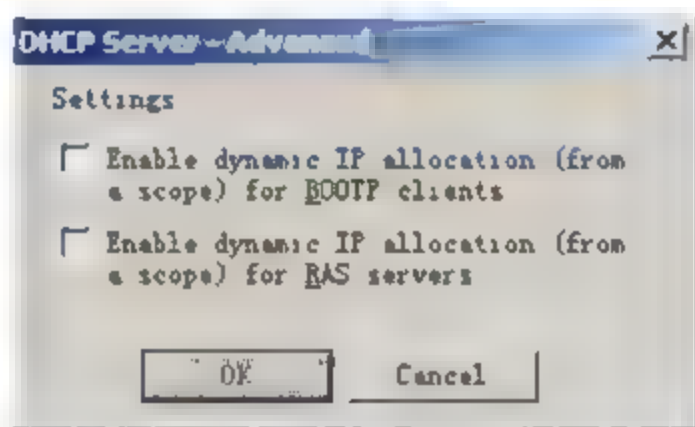 DHCP Server - Advanced
Settings
Enable dynamic IP allocation (from
a scope) for BOOTP clients
Enable dynamic IP allocation (from
a scope) for RAS servers
OK
Cancel